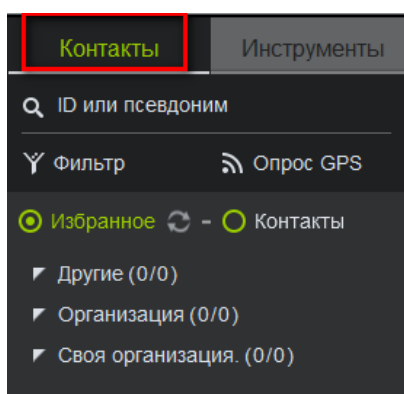 Контакты Инструменты
ID или псевдоним
Фильтр Опрос GPS
Избранное - Контакты
Другие (0/0)
Организация (0/0)
Своя организация. (0/0)